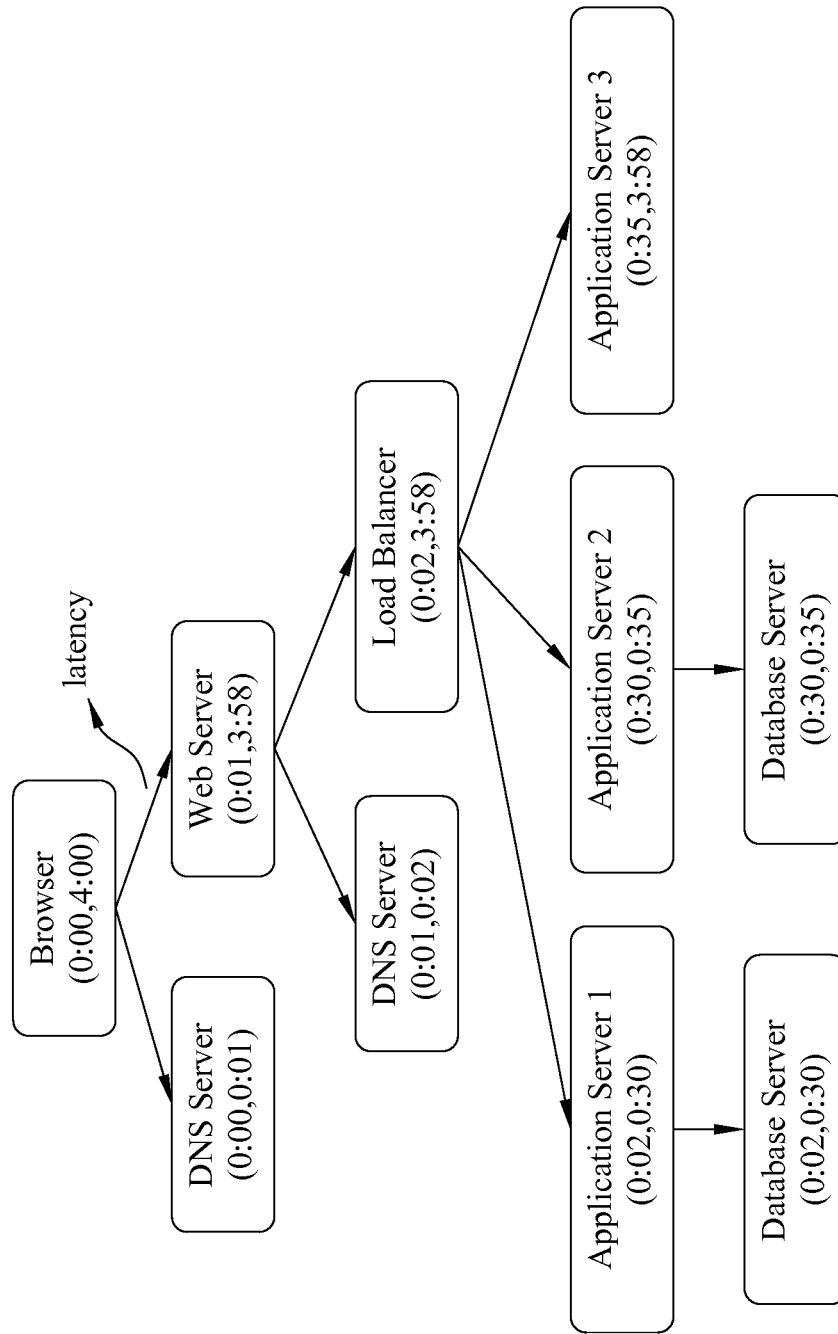 Browser
(0:00,4:00)
latency
DNS Server
(0:00,0:01)
Web Server
(0:01,3:58)
DNS Server
(0:01,0:02)
Load Balancer
(0:02,3:58)
Application Server 1
(0:02,0:30)
Application Server 2
(0:30,0:35)
Application Server 3
(0:35,3:58)
Database Server
(0:02,0:30)
Database Server
(0:30,0:35)